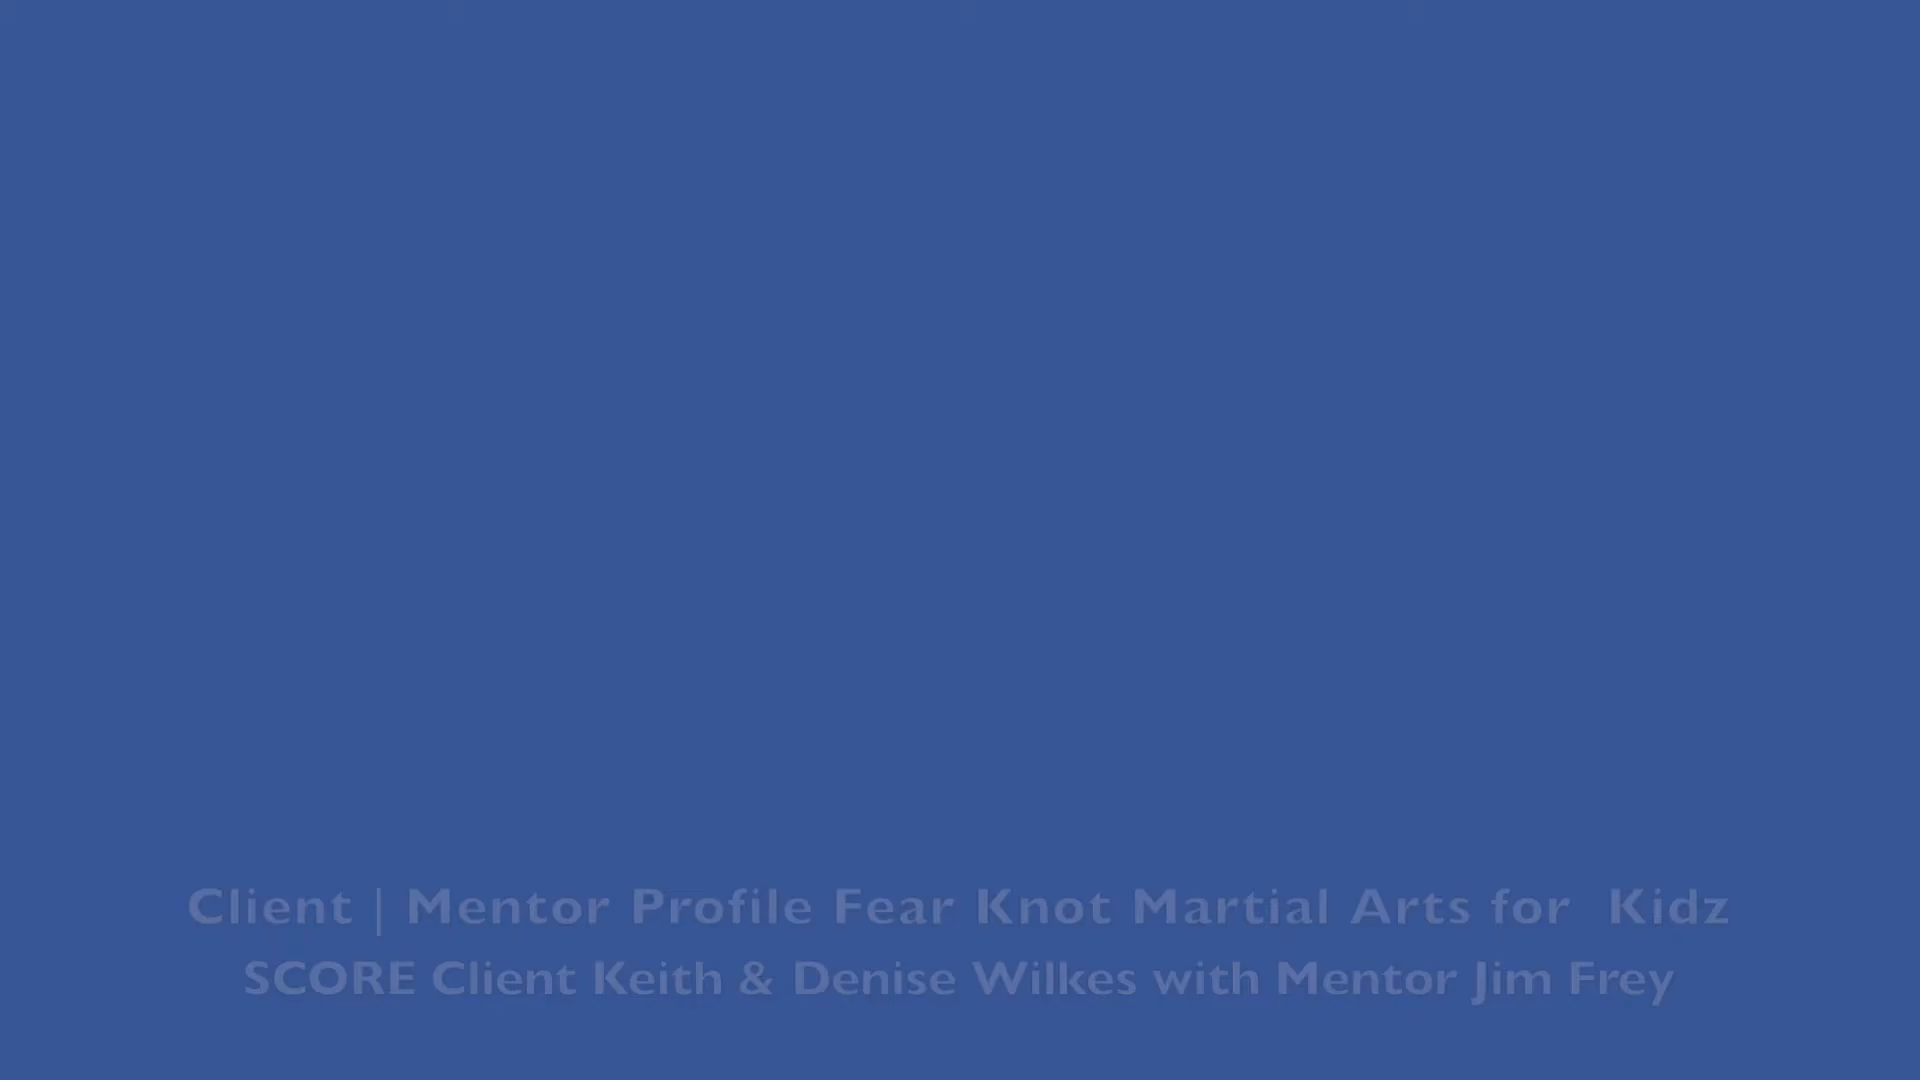 Client | Mentor Profile Fear Knot Martial Arts for  Kidz
SCORE Client Keith & Denise Wilkes with Mentor Jim Frey